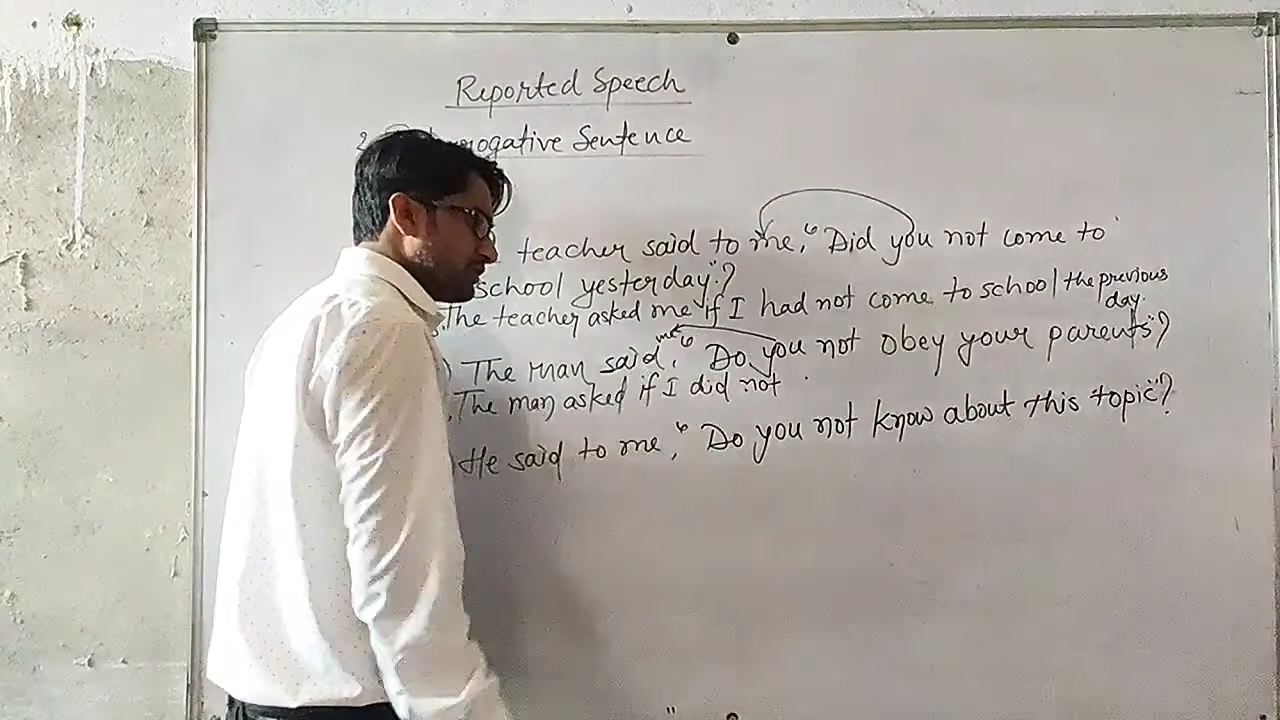 Reported Speech
Sentence
teacher said to me, "Did you not come to
school yesterday"?
The teacher asked me if I had not come to school the previous
day.
The man said, me "Do you not obey your parents"?
The man asked if I did not
He said to me, "Do you not know about this topic"?